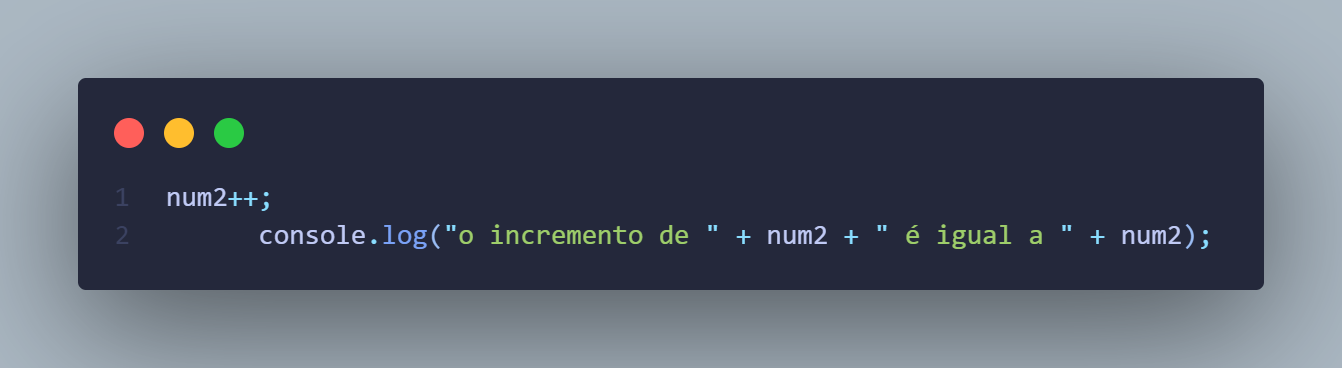 1 num2++;
2 console.log("o incremento de " + num2 + " é igual a " + num2);